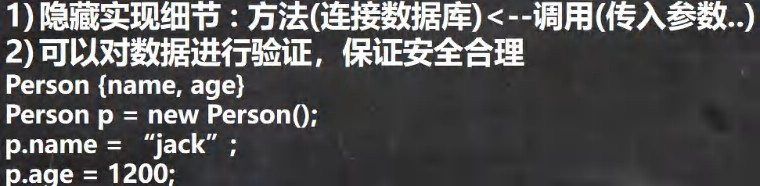 1) 隐藏实现细节：方法(连接数据库)<--调用(传入参数..)
2) 可以对数据进行验证，保证安全合理
Person {name, age}
Person p = new Person();
p.name = “jack”;
p.age = 1200;